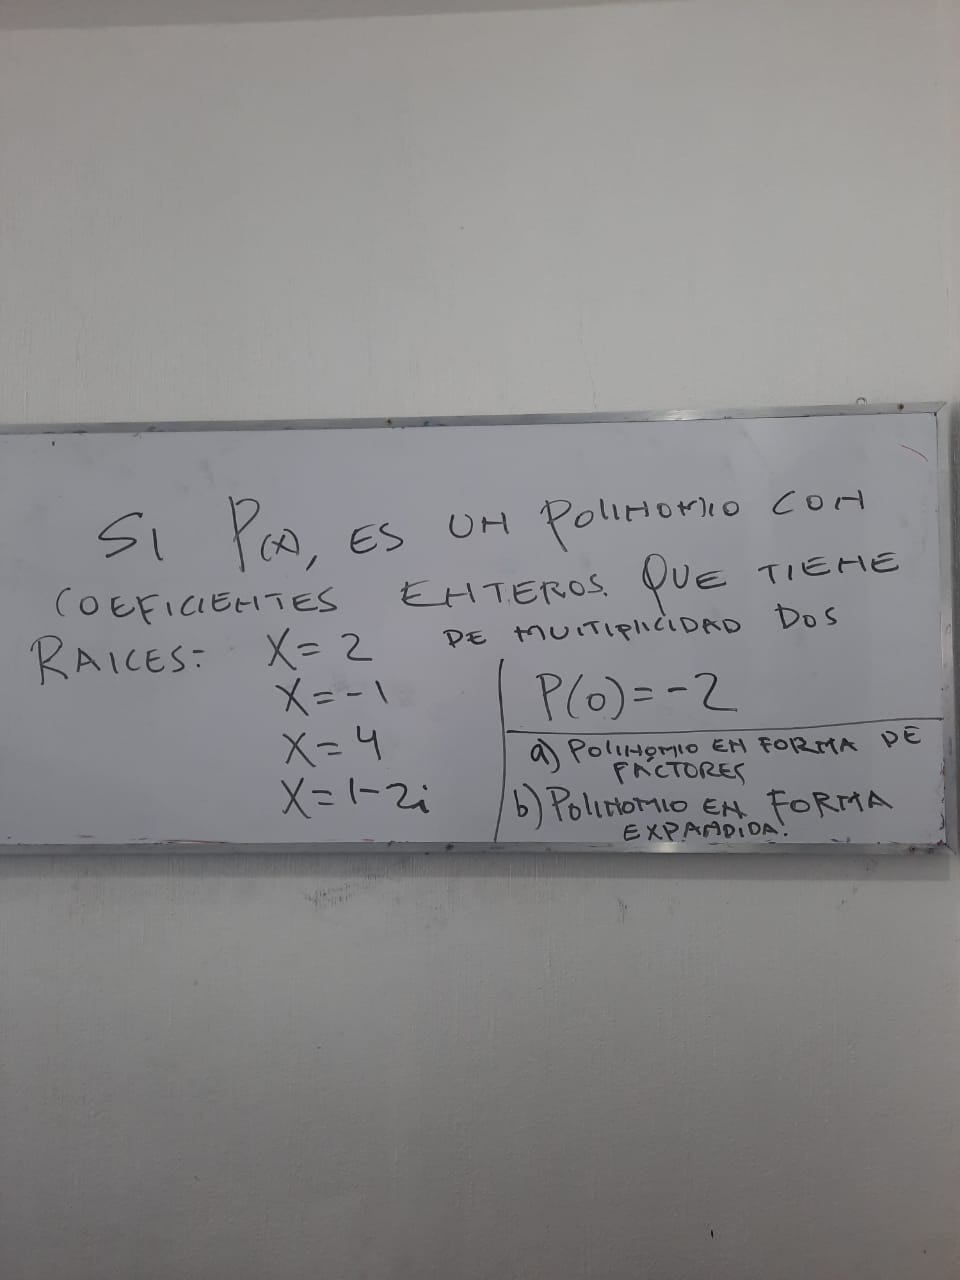 SI P(x), ES UN POLINOMIO CON
COEFICIENTES ENTEROS. QUE TIENE
RAICES: X=2 DE MULTIPLICIDAD DOS
X=-1
X=4
X=1-2i
P(0)=-2
a) POLINOMIO EN FORMA DE
FACTORES
b) POLINOMIO EN FORMA
EXPANDIDA.